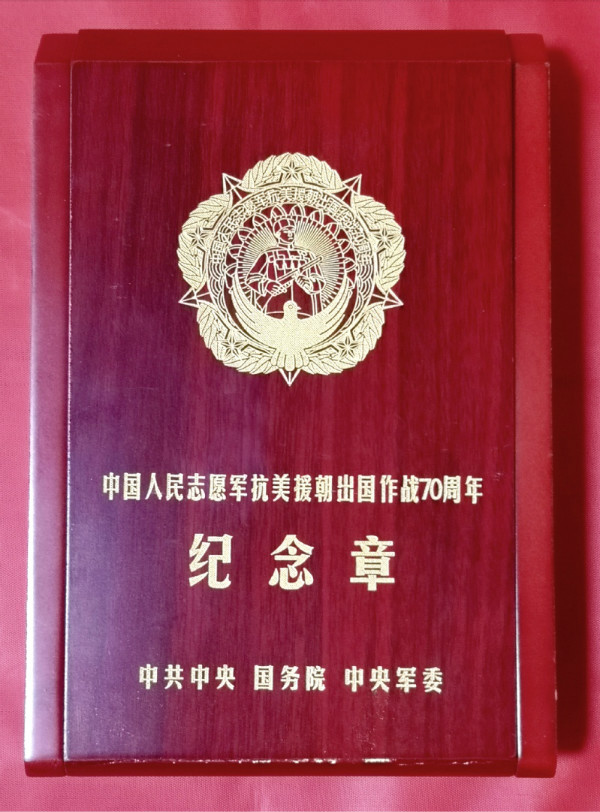 中国人民志愿军抗美援朝出国作战70周年
纪念章
中共中央 国务院 中央军委